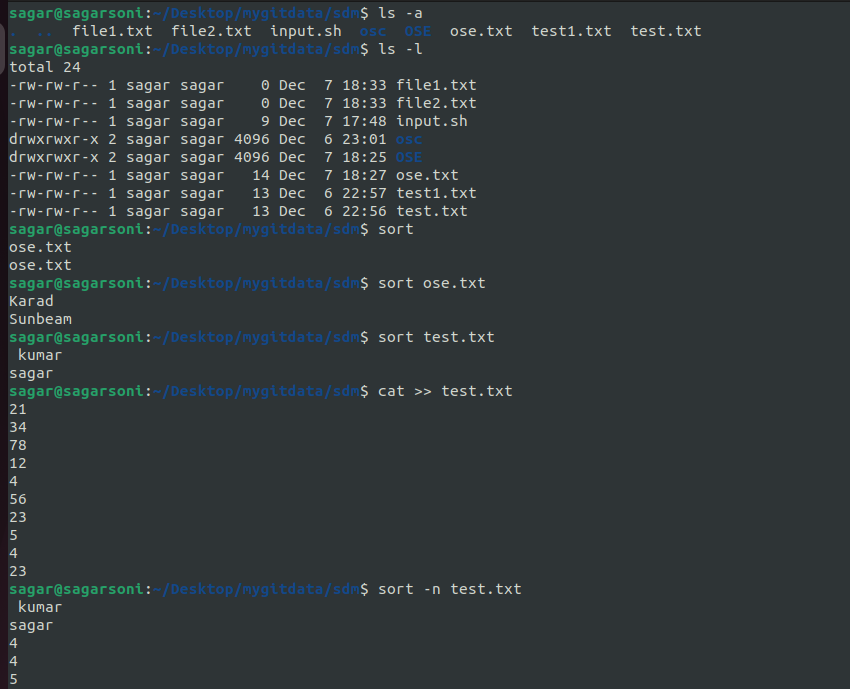 sagar@sagarsoni:~/Desktop/mygitdata/sdm$ ls -a
.  ..  file1.txt  file2.txt  input.sh  osc  OSE  ose.txt  test1.txt  test.txt
sagar@sagarsoni:~/Desktop/mygitdata/sdm$ ls -l
total 24
-rw-rw-r-- 1 sagar sagar    0 Dec  7 18:33 file1.txt
-rw-rw-r-- 1 sagar sagar    0 Dec  7 18:33 file2.txt
-rw-rw-r-- 1 sagar sagar    9 Dec  7 17:48 input.sh
drwxrwxr-x 2 sagar sagar 4096 Dec  6 23:01 osc
drwxrwxr-x 2 sagar sagar 4096 Dec  7 18:25 OSE
-rw-rw-r-- 1 sagar sagar   14 Dec  7 18:27 ose.txt
-rw-rw-r-- 1 sagar sagar   13 Dec  6 22:57 test1.txt
-rw-rw-r-- 1 sagar sagar   13 Dec  6 22:56 test.txt
sagar@sagarsoni:~/Desktop/mygitdata/sdm$ sort
ose.txt
ose.txt
sagar@sagarsoni:~/Desktop/mygitdata/sdm$ sort ose.txt
Karad
Sunbeam
sagar@sagarsoni:~/Desktop/mygitdata/sdm$ sort test.txt
 kumar
sagar
sagar@sagarsoni:~/Desktop/mygitdata/sdm$ cat >> test.txt
21
34
78
12
4
56
23
5
4
23
sagar@sagarsoni:~/Desktop/mygitdata/sdm$ sort -n test.txt
 kumar
sagar
4
4
5